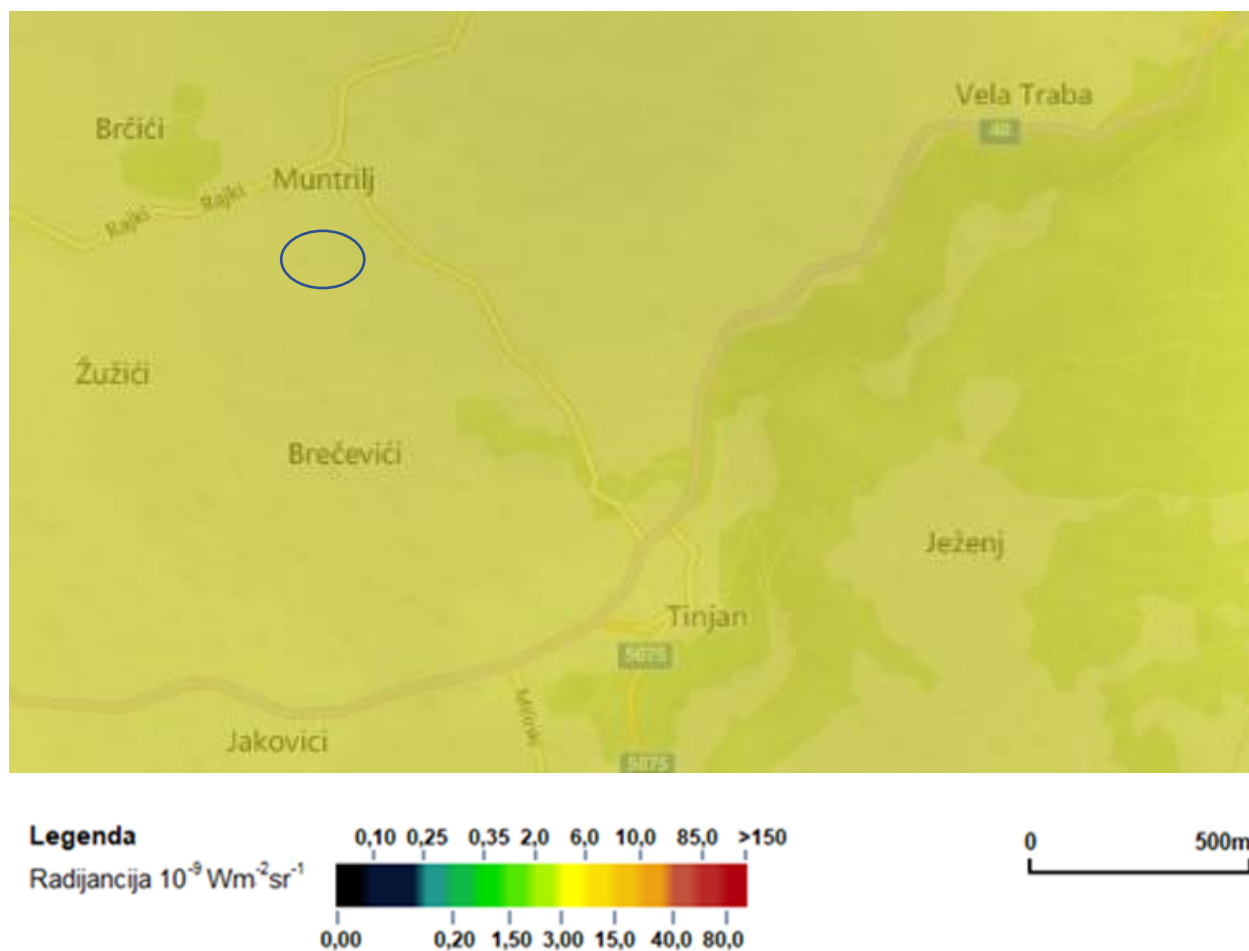 Vela Traba
40
Brčići
Muntrilj
Rajki
Rajki
Žužići
Brečevići
Ježenj
Tinjan
5675
Jakovici
5675
Legenda
Radijancija 10⁻⁹ Wm⁻²sr⁻¹
0,10 0,25 0,35 2,0 6,0 10,0 85,0 >150
0,00 0,20 1,50 3,00 15,0 40,0 80,0
0 500m